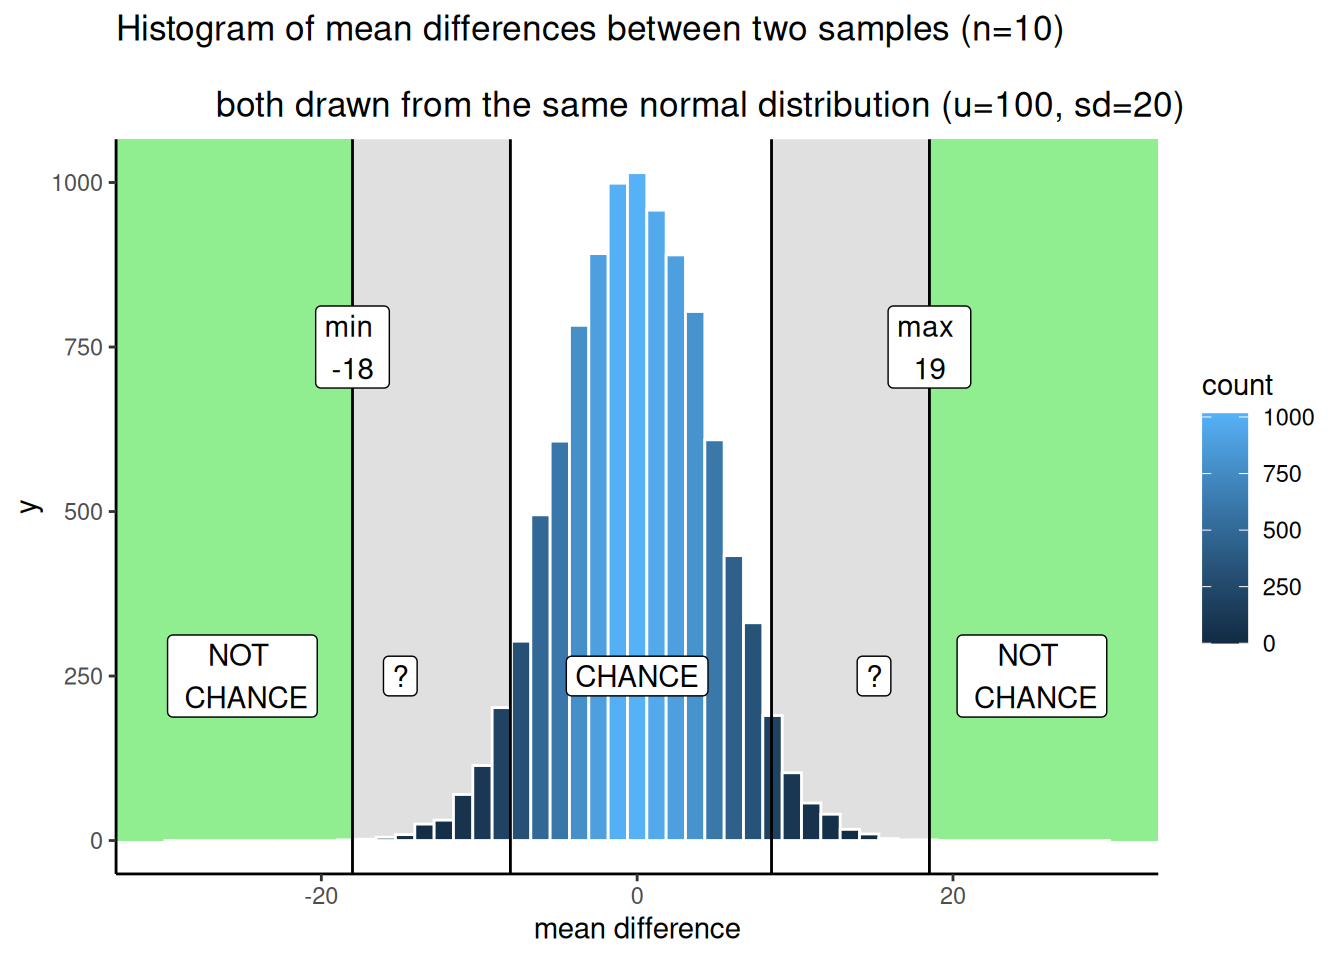 Histogram of mean differences between two samples (n=10)
both drawn from the same normal distribution (u=100, sd=20)
1000
750
500
250
0
y
min
-18
max
19
NOT
CHANCE
?
CHANCE
?
NOT
CHANCE
-20
0
20
mean difference
count
1000
750
500
250
0